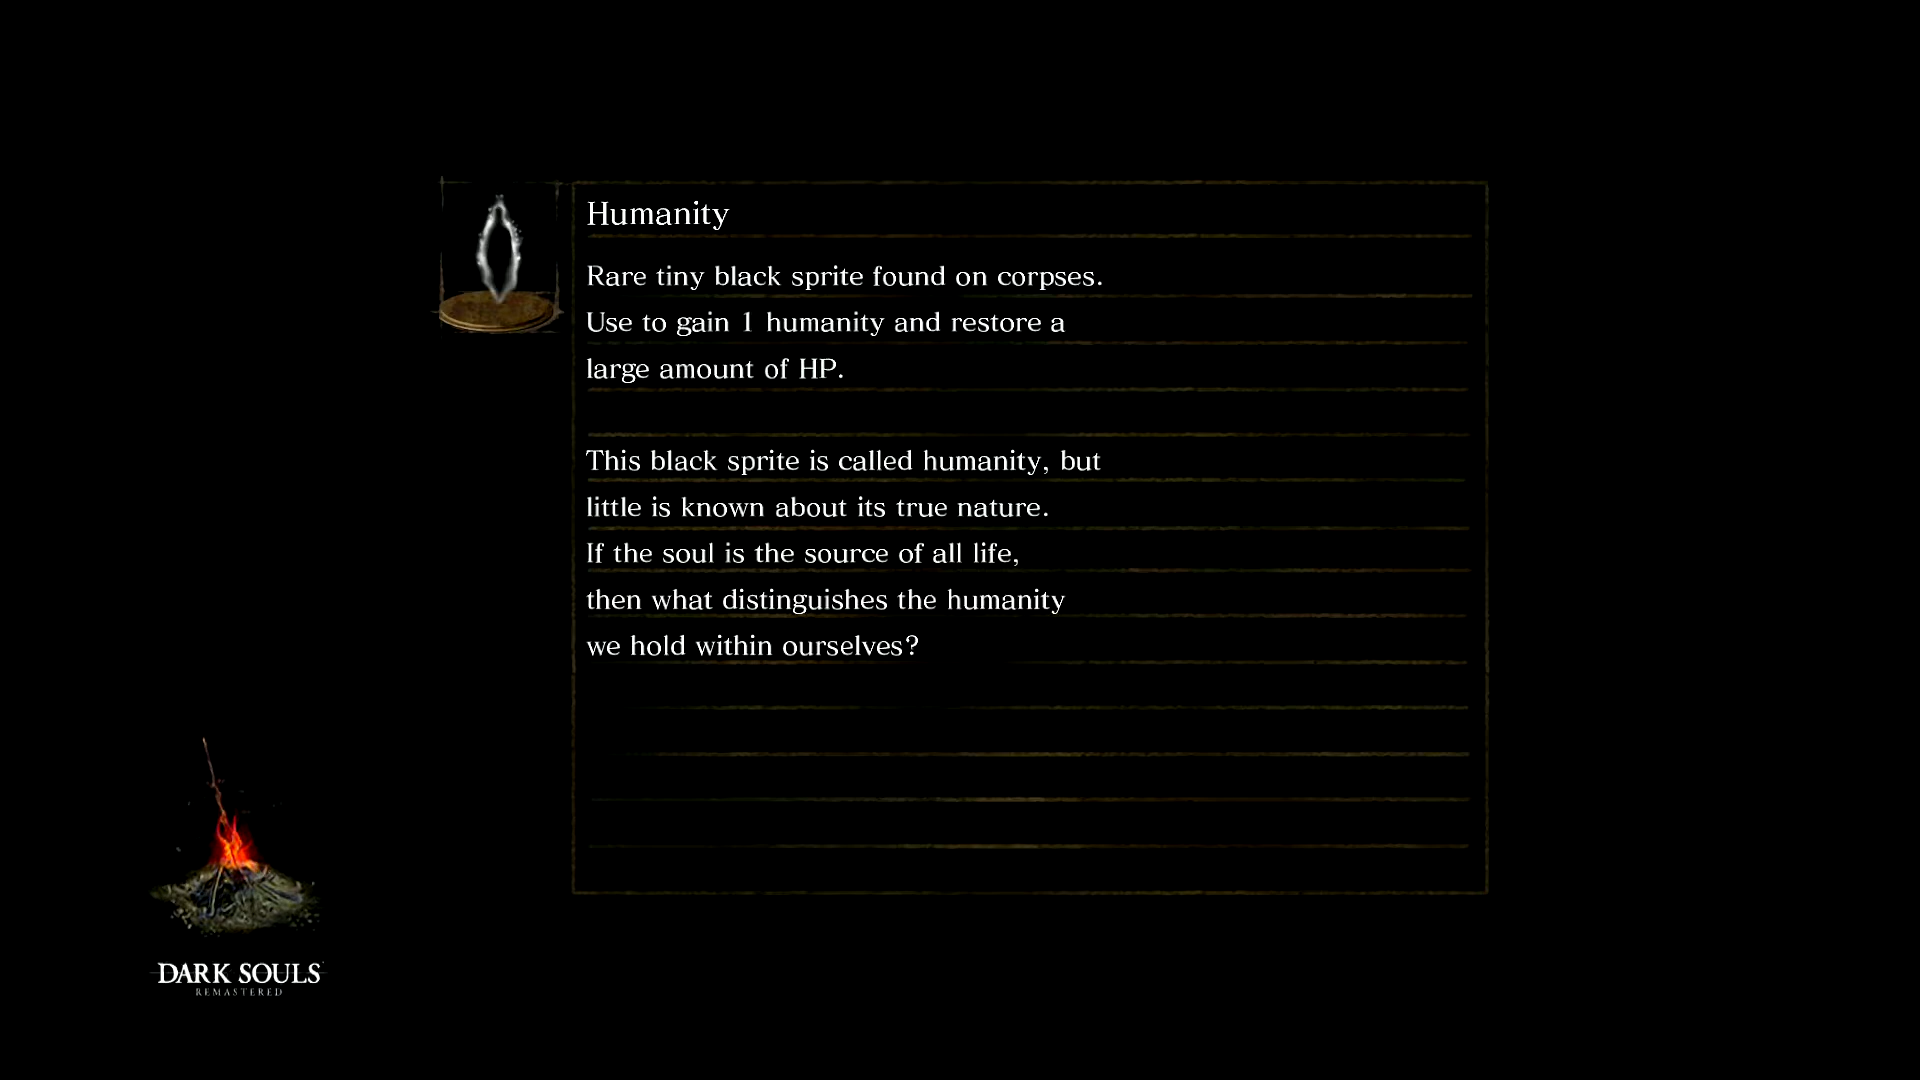 Humanity
Rare tiny black sprite found on corpses.
Use to gain 1 humanity and restore a
large amount of HP.
This black sprite is called humanity, but
little is known about its true nature.
If the soul is the source of all life,
then what distinguishes the humanity
we hold within ourselves?
DARK SOULS
REMASTERED